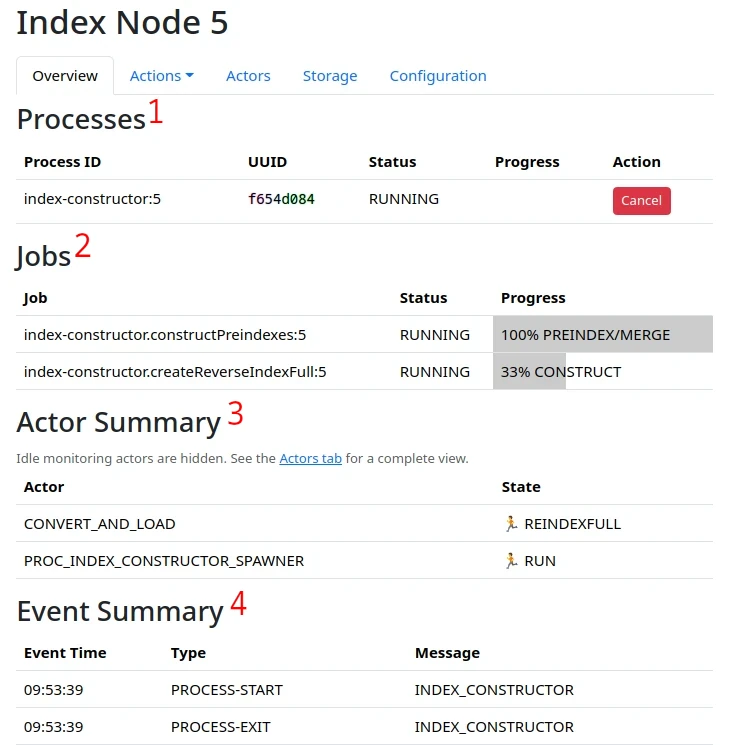 Index Node 5
Overview Actions Actors Storage Configuration
Processes 1
Process ID UUID Status Progress Action
index-constructor:5 f654d084 RUNNING Cancel
Jobs 2
Job Status Progress
index-constructor.constructPreindexes:5 RUNNING 100% PREINDEX/MERGE
index-constructor.createReverseIndexFull:5 RUNNING 33% CONSTRUCT
Actor Summary 3
Idle monitoring actors are hidden. See the Actors tab for a complete view.
Actor State
CONVERT_AND_LOAD 🏃 REINDEXFULL
PROC_INDEX_CONSTRUCTOR_SPAWNER 🏃 RUN
Event Summary 4
Event Time Type Message
09:53:39 PROCESS-START INDEX_CONSTRUCTOR
09:53:39 PROCESS-EXIT INDEX_CONSTRUCTOR